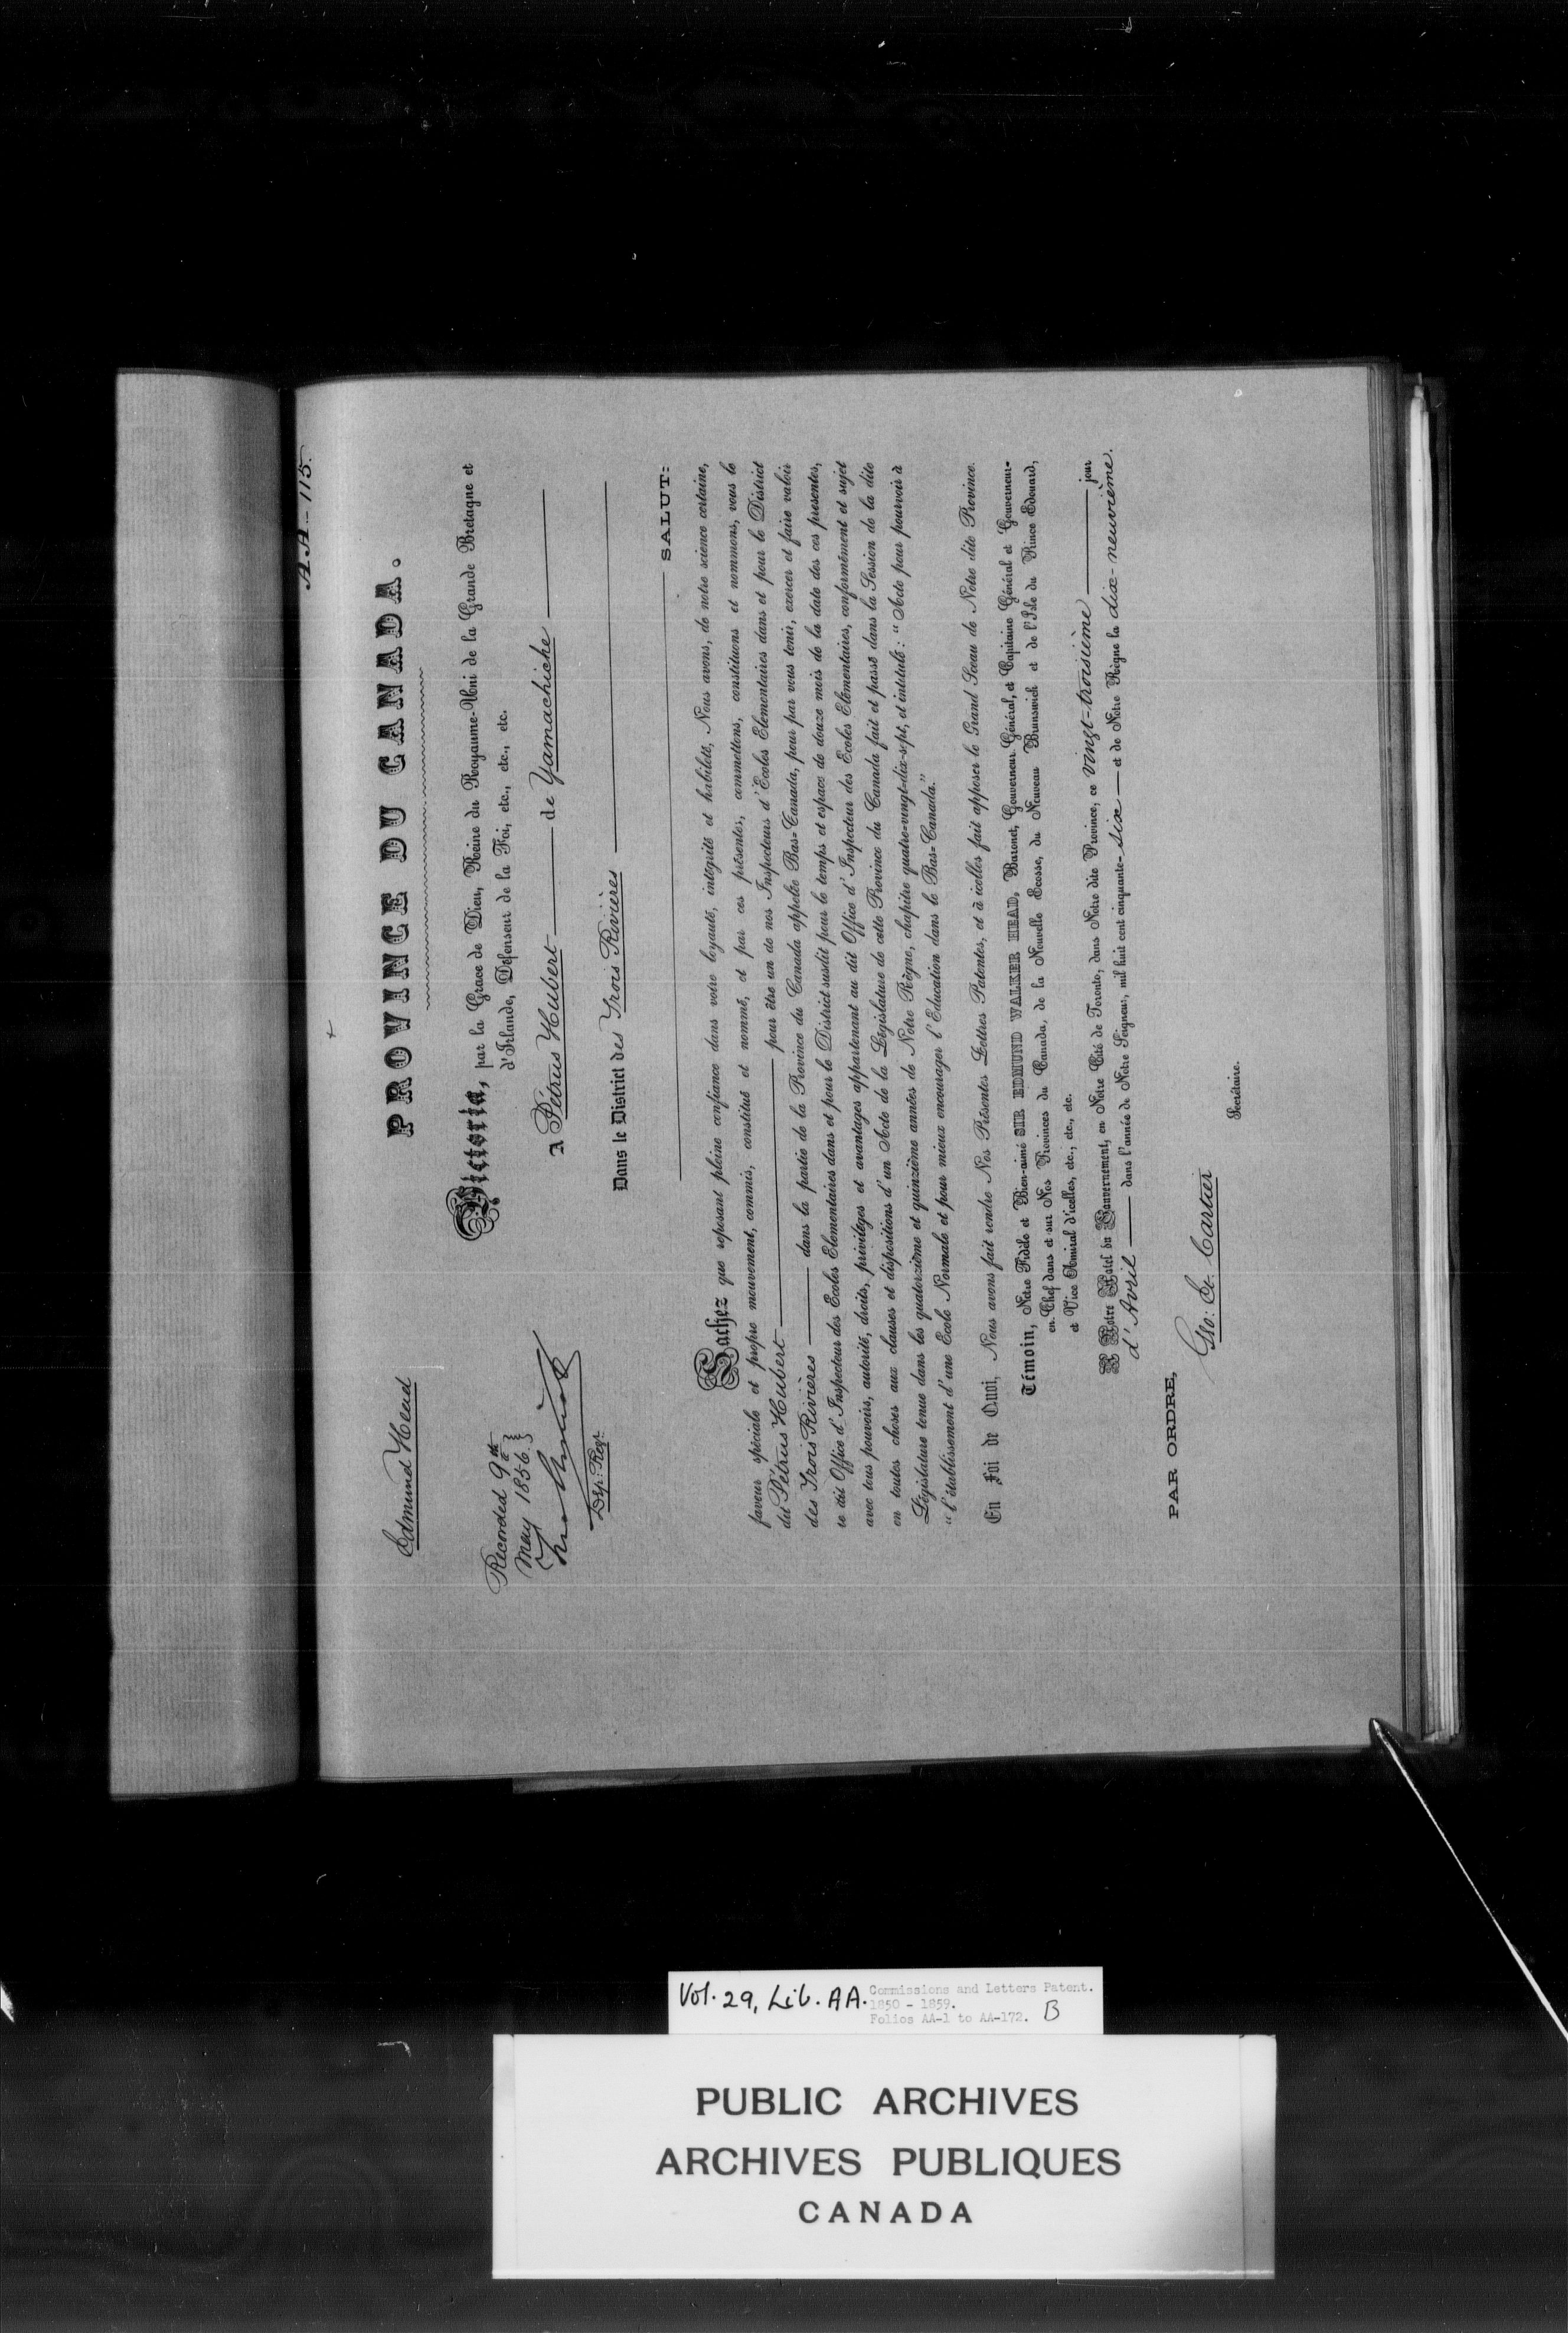 AA-115.
PROVINCE DU CANADA.
Edmund Head
Victoria, par la Grace de Dieu, Reine du Royaume-Uni de la Grande Bretagne et
d'Irlande, Défenseur de la Foi, etc., etc., etc.
Recorded 9th
May 1856
Dep: Regr
A Pétrus Hubert de Yamachiche
Dans le District des Trois Rivières
SALUT:
Sachez que reposant pleine confiance dans votre loyauté, intégrité et habileté, Nous avons, de notre science certaine,
faveur spéciale et propre mouvement, commis, constitué et nommé, et par ces présentes, commettons, constituons et nommons, vous le
dit Pétrus Hubert pour être un de nos Inspecteurs d'Ecoles Elémentaires dans et pour le District
des Trois Rivières dans la partie de la Province du Canada appelée Bas-Canada, pour par vous tenir, exercer et faire valoir
le dit Office d'Inspecteur des Ecoles Elémentaires dans et pour le District susdit pour le temps et espace de douze mois de la date des ces présentes,
avec tous pouvoirs, autorité, droits, privilèges et avantages appartenant au dit Office d'Inspecteur des Ecoles Elémentaires, conformément et sujet
en toutes choses aux clauses et dispositions d'un Acte de la Législature de cette Province du Canada fait et passé dans la Session de la dite
Législature tenue dans les quatorzième et quinzième années de Notre Règne, chapitre quatre-vingt-dix-sept, et intitulé: "Acte pour pourvoir à
"l'établissement d'une Ecole Normale et pour mieux encourager l'Education dans le Bas-Canada."
En Foi de Quoi, Nous avons fait rendre Nos Présentes Lettres Patentes, et à icelles fait apposer le Grand Sceau de Notre dite Province.
Témoin, Notre Fidèle et Bien-aimé SIR EDMUND WALKER HEAD, Baronet, Gouverneur Général, et Capitaine Général et Gouverneur-
en Chef dans et sur Nos Provinces du Canada, de la Nouvelle Ecosse, du Nouveau Brunswick et de l'Isle du Prince Edouard,
et Vice Amiral d'icelles, etc., etc., etc.
A Notre Hotel du Gouvernement, en Notre Cité de Toronto, dans Notre dite Province, ce vingt-troisième jour
d'Avril dans l'année de Notre Seigneur, mil huit cent cinquante-six et de Notre Règne la dix-neuvième.
PAR ORDRE,
Geo: Et. Cartier
Secrétaire.
Vol. 29, Lib. AA. Commissions and Letters Patent.
1850 - 1859.
Folios AA-1 to AA-172. B
PUBLIC ARCHIVES
ARCHIVES PUBLIQUES
CANADA